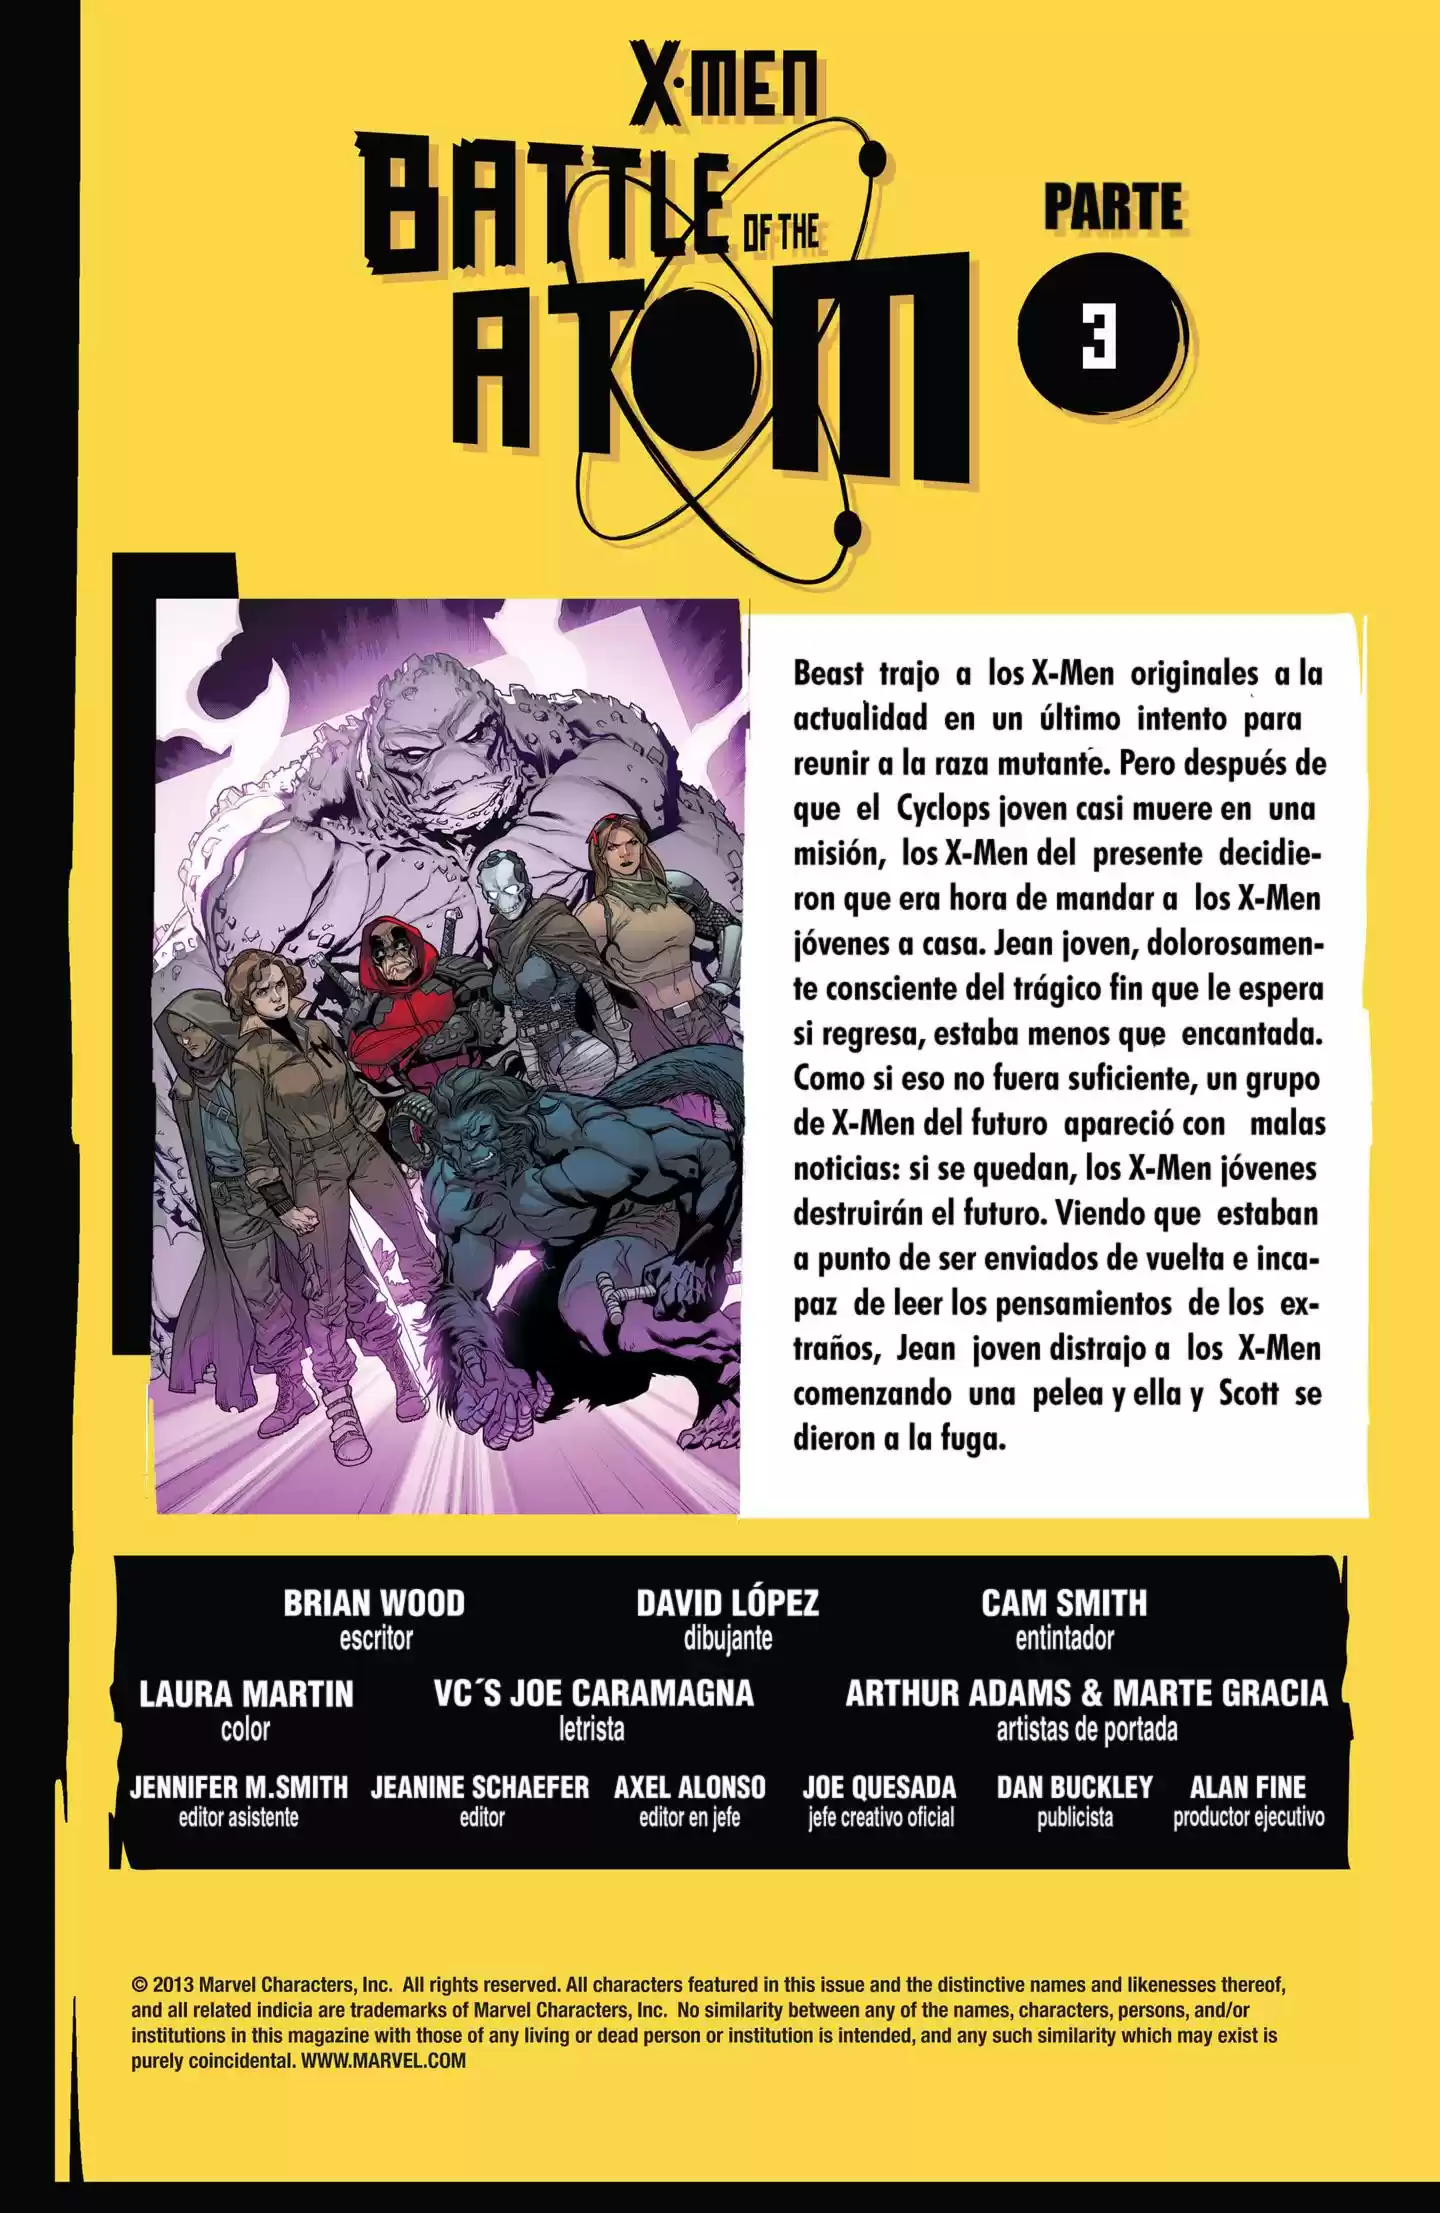 X-MEN
BATTLE OF THE
ATOM
PARTE
3
Beast trajo a los X-Men originales a la
actualidad en un último intento para
reunir a la raza mutante. Pero después de
que el Cyclops joven casi muere en una
misión, los X-Men del presente decidie-
ron que era hora de mandar a los X-Men
jóvenes a casa. Jean joven, dolorosamen-
te consciente del trágico fin que le espera
si regresa, estaba menos que encantada.
Como si eso no fuera suficiente, un grupo
de X-Men del futuro apareció con malas
noticias: si se quedan, los X-Men jóvenes
destruirán el futuro. Viendo que estaban
a punto de ser enviados de vuelta e inca-
paz de leer los pensamientos de los ex-
traños, Jean joven distrajo a los X-Men
comenzando una pelea y ella y Scott se
dieron a la fuga.
BRIAN WOOD DAVID LÓPEZ CAM SMITH
escritor dibujante entintador
LAURA MARTIN VC´S JOE CARAMAGNA ARTHUR ADAMS & MARTE GRACIA
color letrista artistas de portada
JENNIFER M.SMITH JEANINE SCHAEFER AXEL ALONSO JOE QUESADA DAN BUCKLEY ALAN FINE
editor asistente editor editor en jefe jefe creativo oficial publicista productor ejecutivo
© 2013 Marvel Characters, Inc. All rights reserved. All characters featured in this issue and the distinctive names and likenesses thereof,
and all related indicia are trademarks of Marvel Characters, Inc. No similarity between any of the names, characters, persons, and/or
institutions in this magazine with those of any living or dead person or institution is intended, and any such similarity which may exist is
purely coincidental. WWW.MARVEL.COM